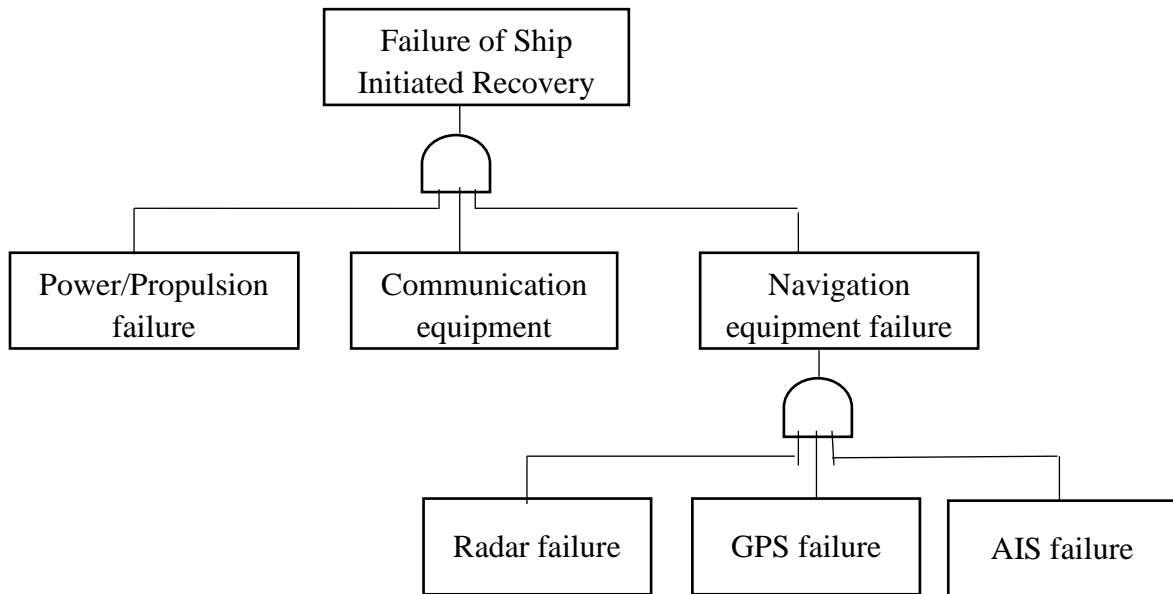 Failure of Ship
Initiated Recovery
Power/Propulsion
failure
Communication
equipment
Navigation
equipment failure
Radar failure
GPS failure
AIS failure